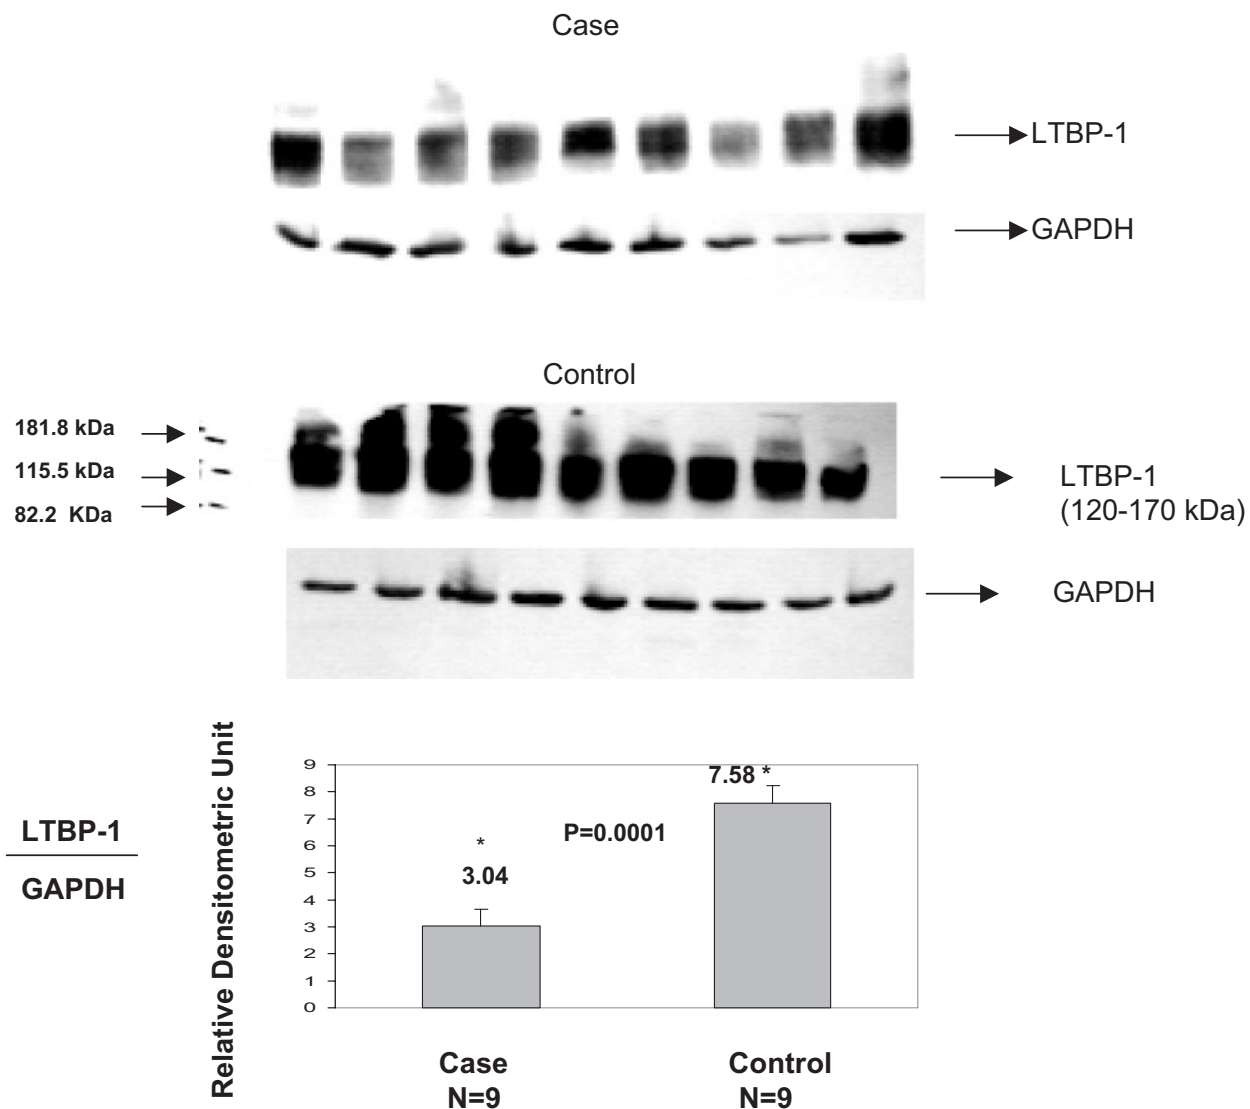 Case
LTBP-1
GAPDH
Control
181.8 kDa
115.5 kDa
82.2 KDa
LTBP-1
(120-170 kDa)
GAPDH
LTBP-1
GAPDH
Relative Densitometric Unit
9
8
7
6
5
4
3
2
1
0
*
3.04
P=0.0001
7.58 *
Case
N=9
Control
N=9